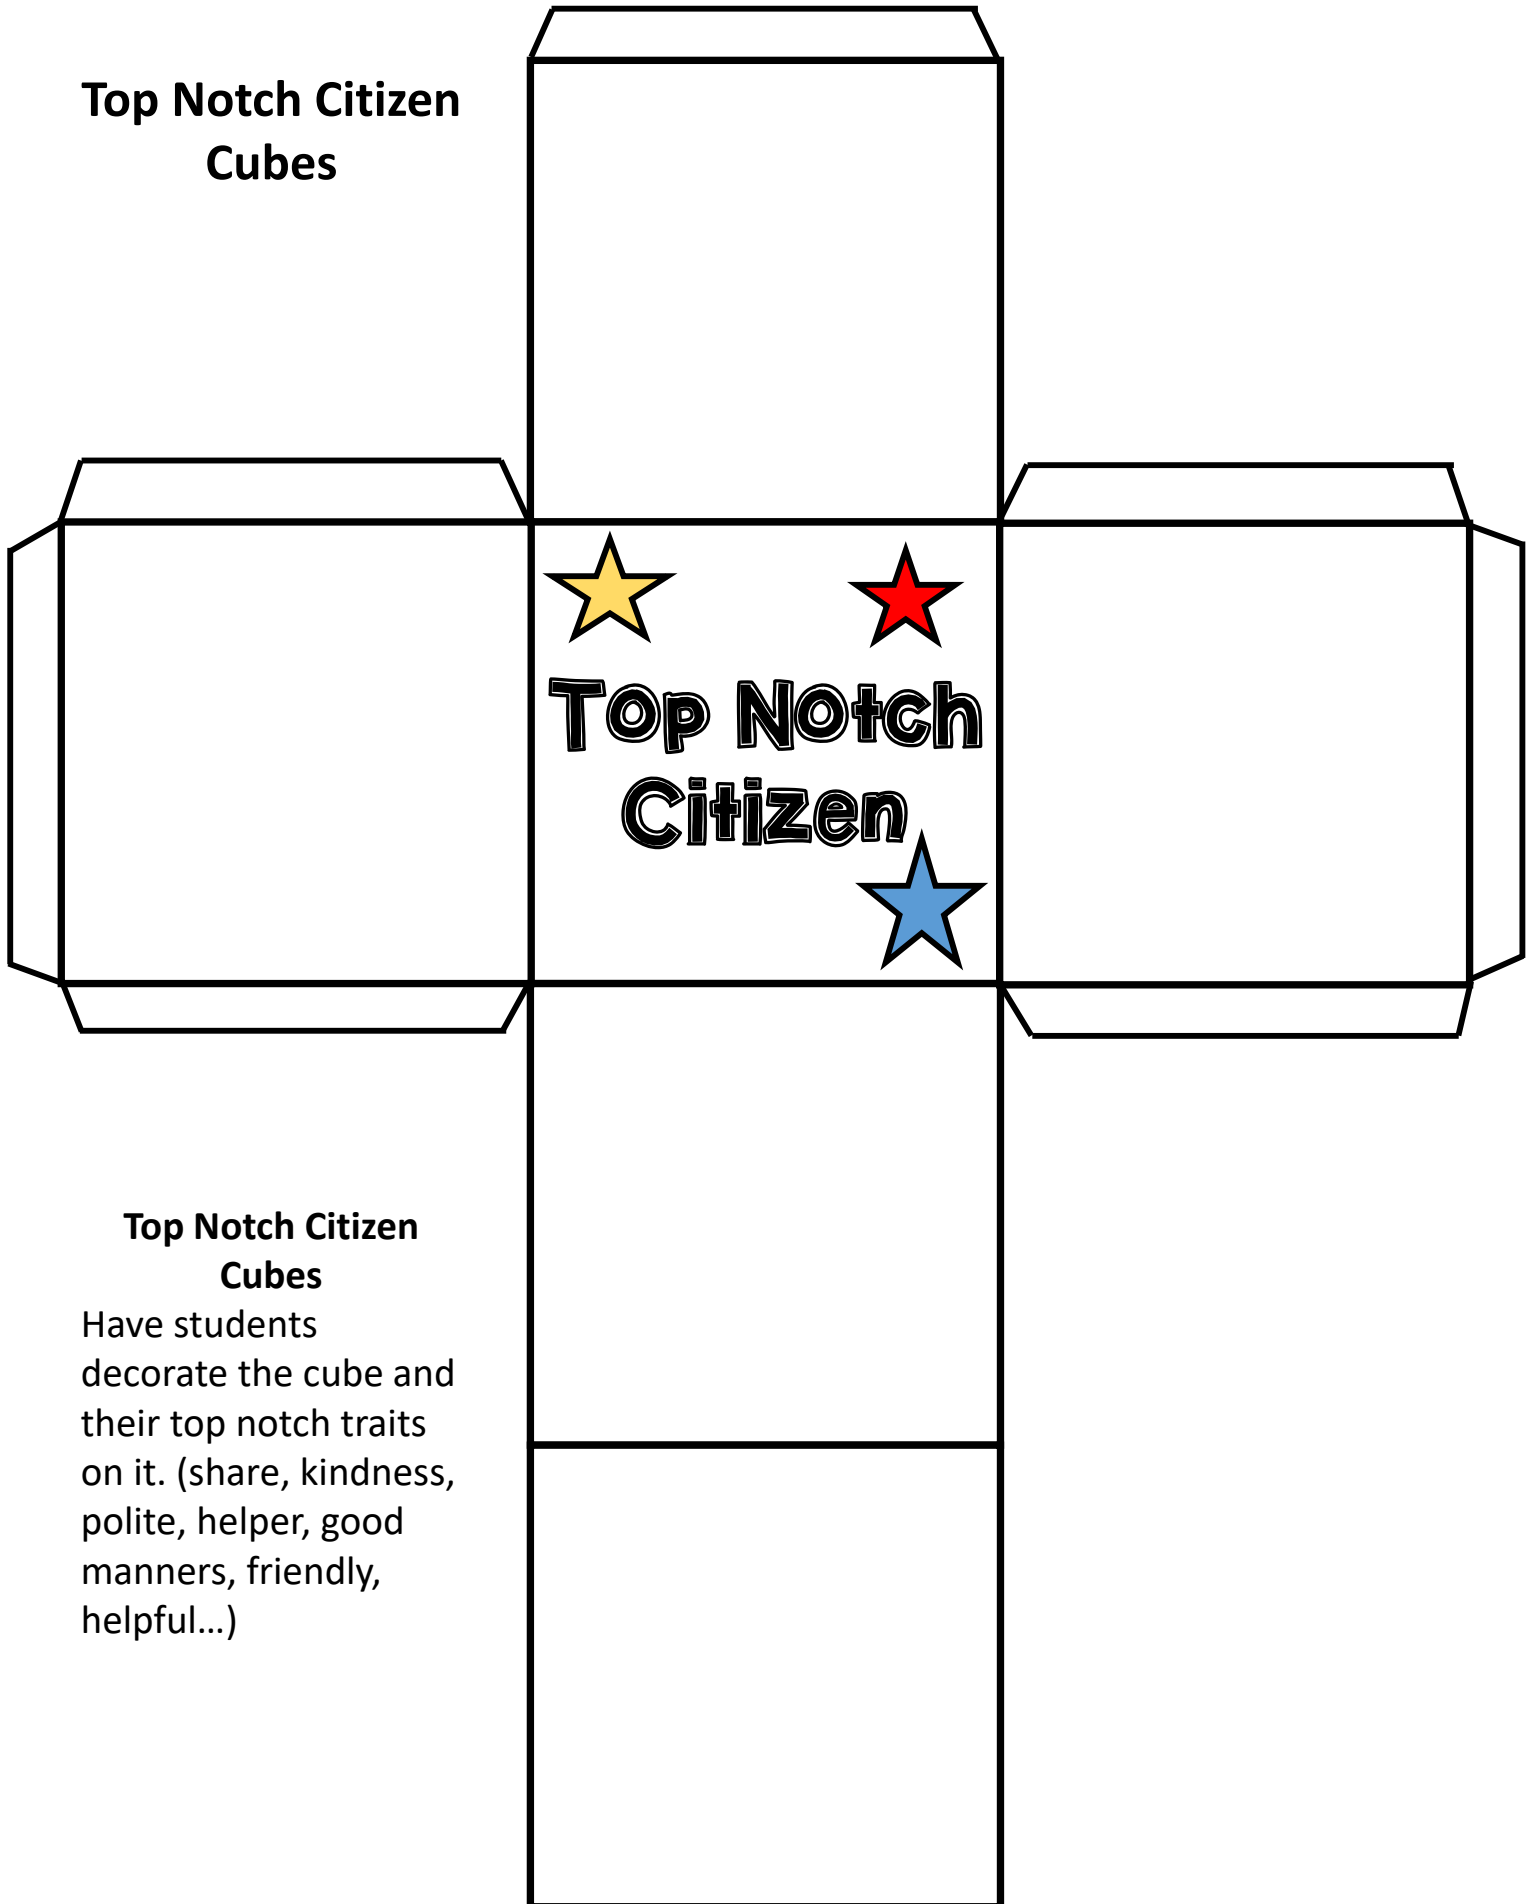 Top Notch Citizen
Cubes
Top Notch
Citizen
Top Notch Citizen
Cubes
Have students
decorate the cube and
their top notch traits
on it. (share, kindness,
polite, helper, good
manners, friendly,
helpful…)